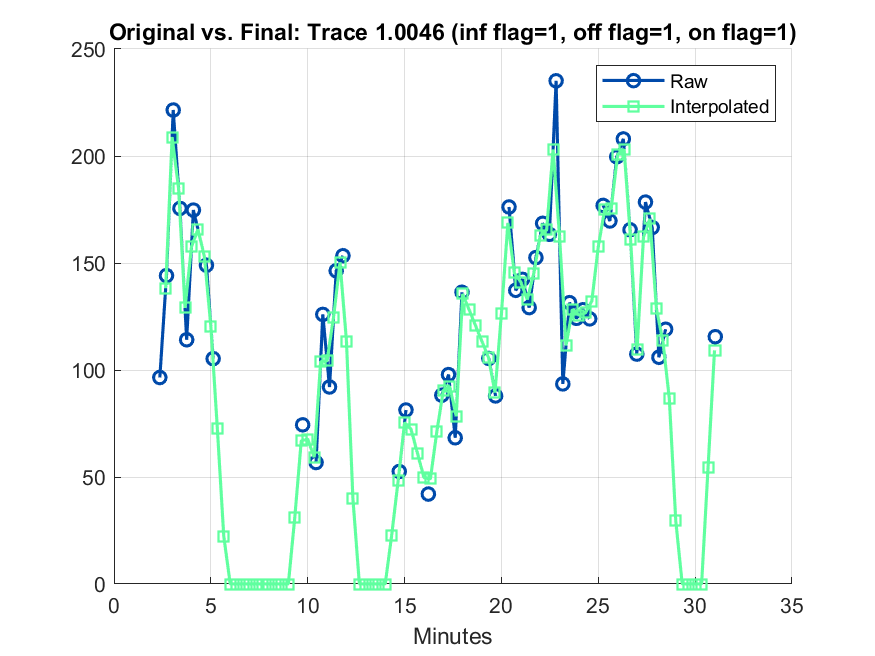 Original vs. Final: Trace 1.0046 (inf flag=1, off flag=1, on flag=1)
250
200
150
100
50
0
Raw
Interpolated
0 5 10 15 20 25 30 35
Minutes